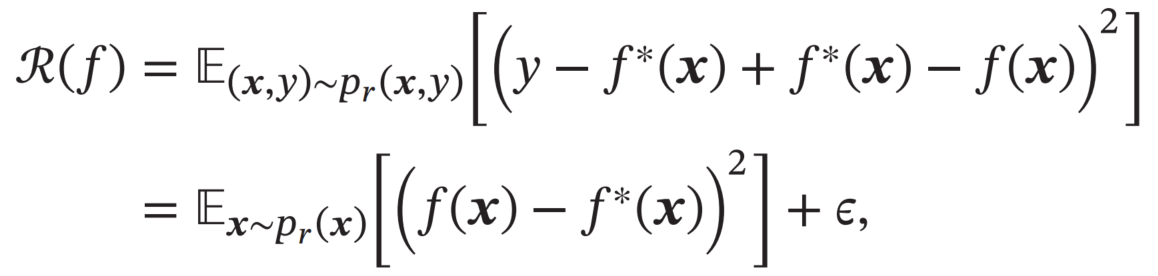 ℛ(f) = 𝔼_{(x,y)∼p_r(x,y)}[(y − f*(x) + f*(x) − f(x))²]
= 𝔼_{x∼p_r(x)}[(f(x) − f*(x))²] + ϵ,